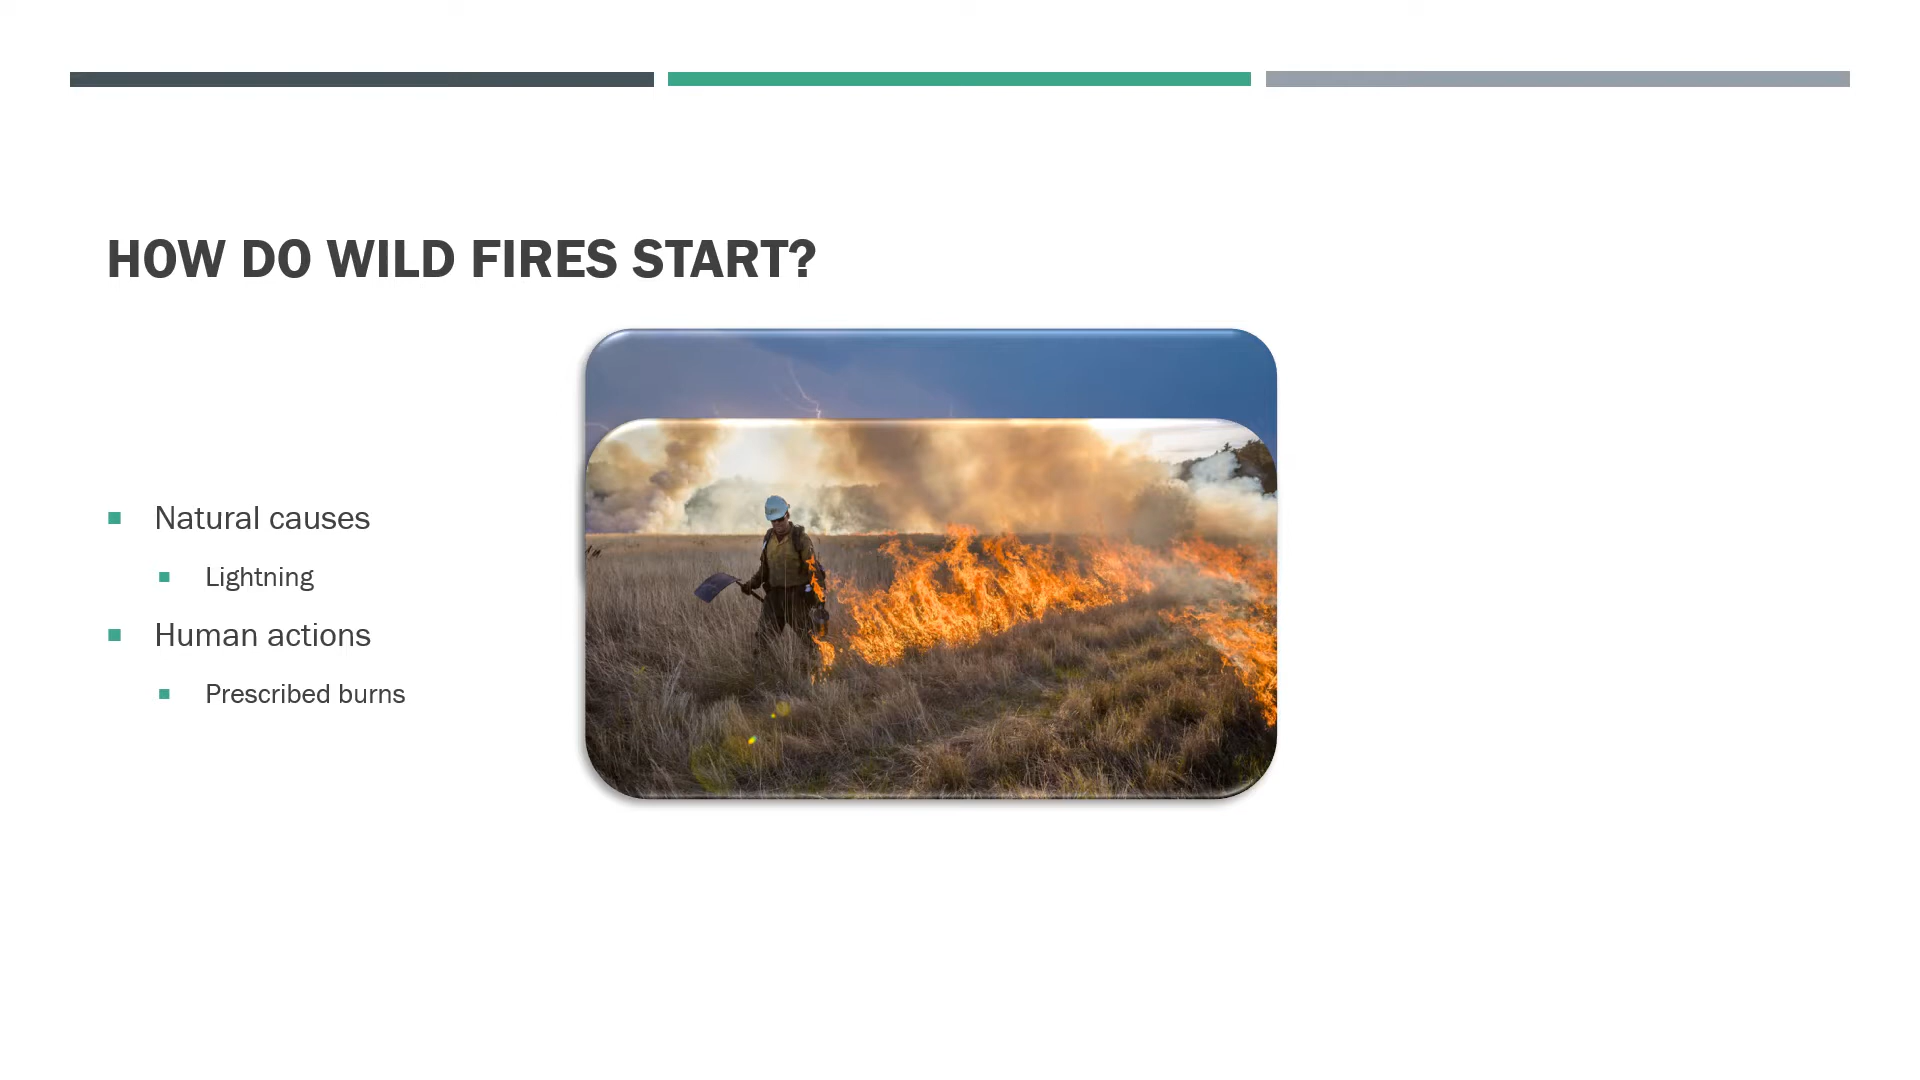 HOW DO WILD FIRES START?
Natural causes
Lightning
Human actions
Prescribed burns